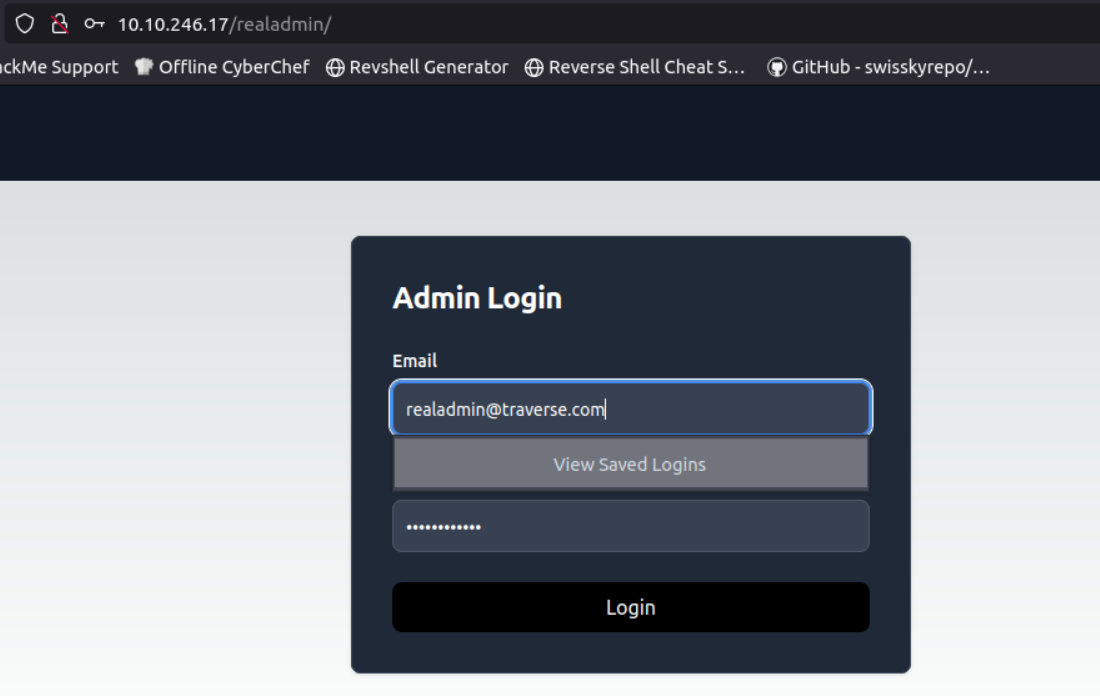 10.10.246.17/realadmin/
ackMe Support Offline CyberChef Revshell Generator Reverse Shell Cheat S... GitHub - swisskyrepo/...
Admin Login
Email
realadmin@traverse.com
View Saved Logins
••••••••••••
Login